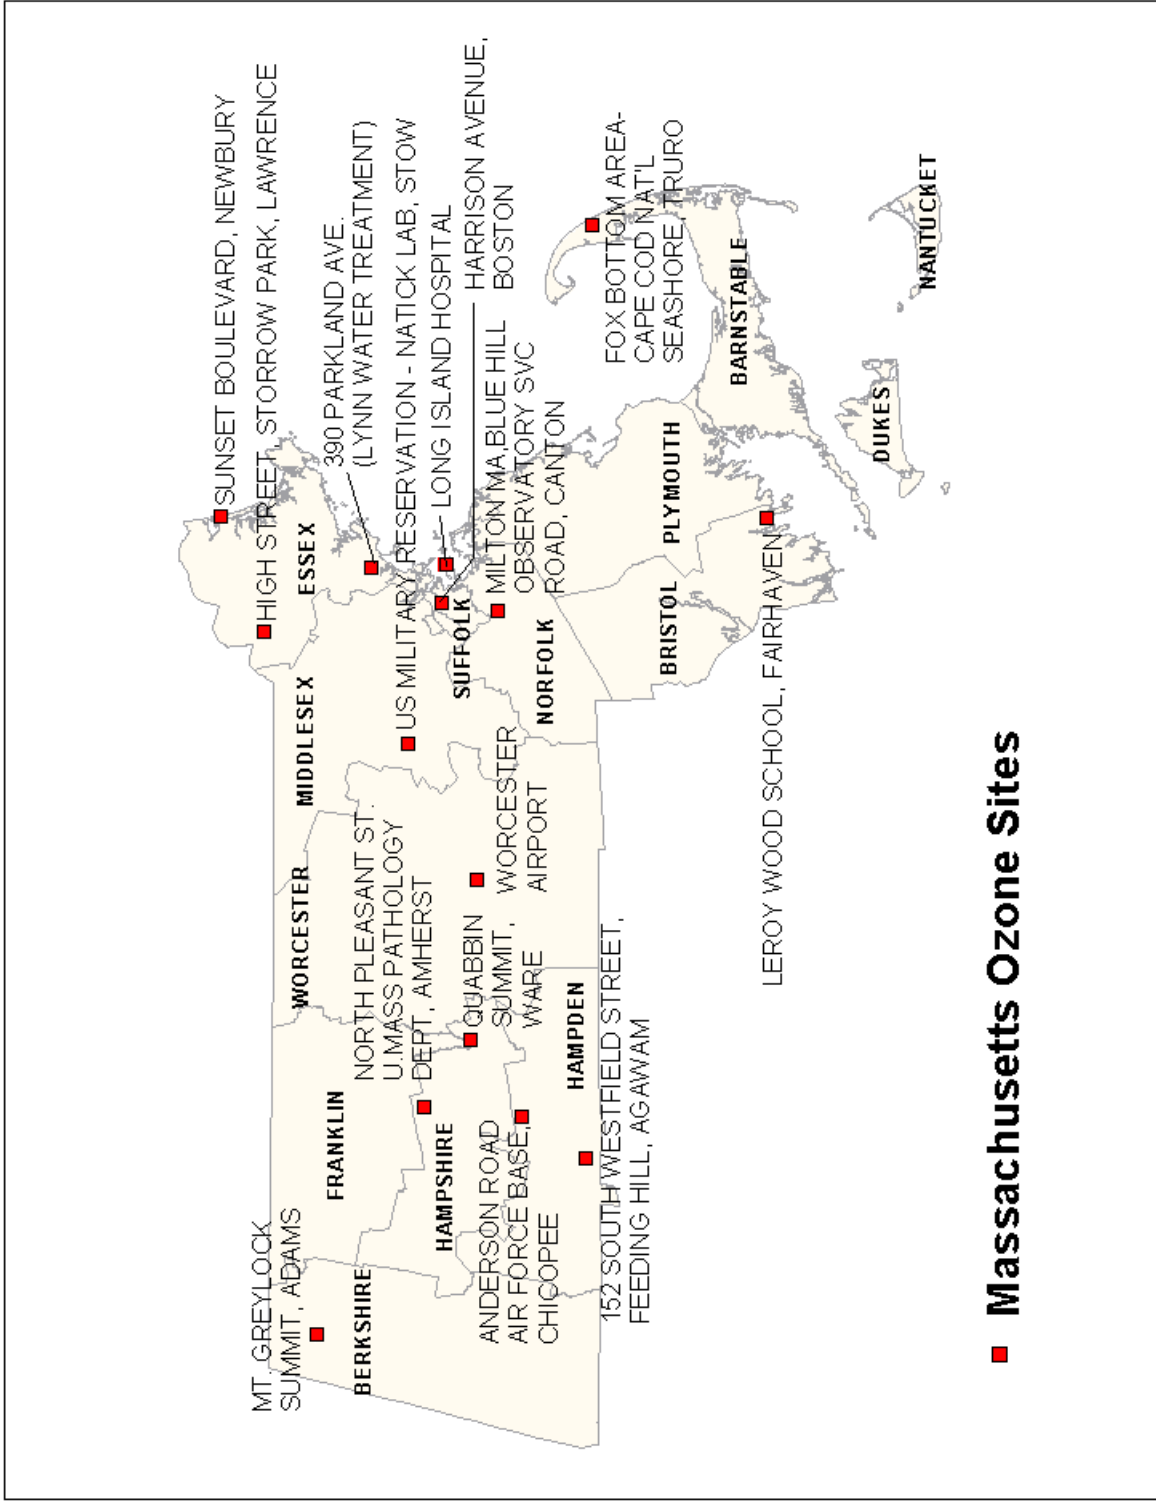 MT. GREYLOCK
SUMMIT, ADAMS
BERKSHIRE
FRANKLIN
HAMPSHIRE
ANDERSON ROAD
AIR FORCE BASE,
CHICOPEE
152 SOUTH WESTFIELD STREET,
FEEDING HILL, AGAWAM
HAMPDEN
NORTH PLEASANT ST.
U.MASS PATHOLOGY
DEPT, AMHERST
QUABBIN
SUMMIT,
WARE
WORCESTER
WORCESTER
AIRPORT
MIDDLESEX
ESSEX
SUNSET BOULEVARD, NEWBURY
HIGH STREET, STORROW PARK, LAWRENCE
390 PARKLAND AVE.
(LYNN WATER TREATMENT)
US MILITARY RESERVATION - NATICK LAB, STOW
LONG ISLAND HOSPITAL
HARRISON AVENUE,
BOSTON
SUFFOLK
MILTON MA BLUE HILL
OBSERVATORY SVC
ROAD, CANTON
NORFOLK
BRISTOL
PLYMOUTH
FOX BOTTOM AREA-
CAPE COD NAT'L
SEASHORE, TRURO
BARNSTABLE
LEROY WOOD SCHOOL, FAIRHAVEN
DUKES
NANTUCKET
Massachusetts Ozone Sites